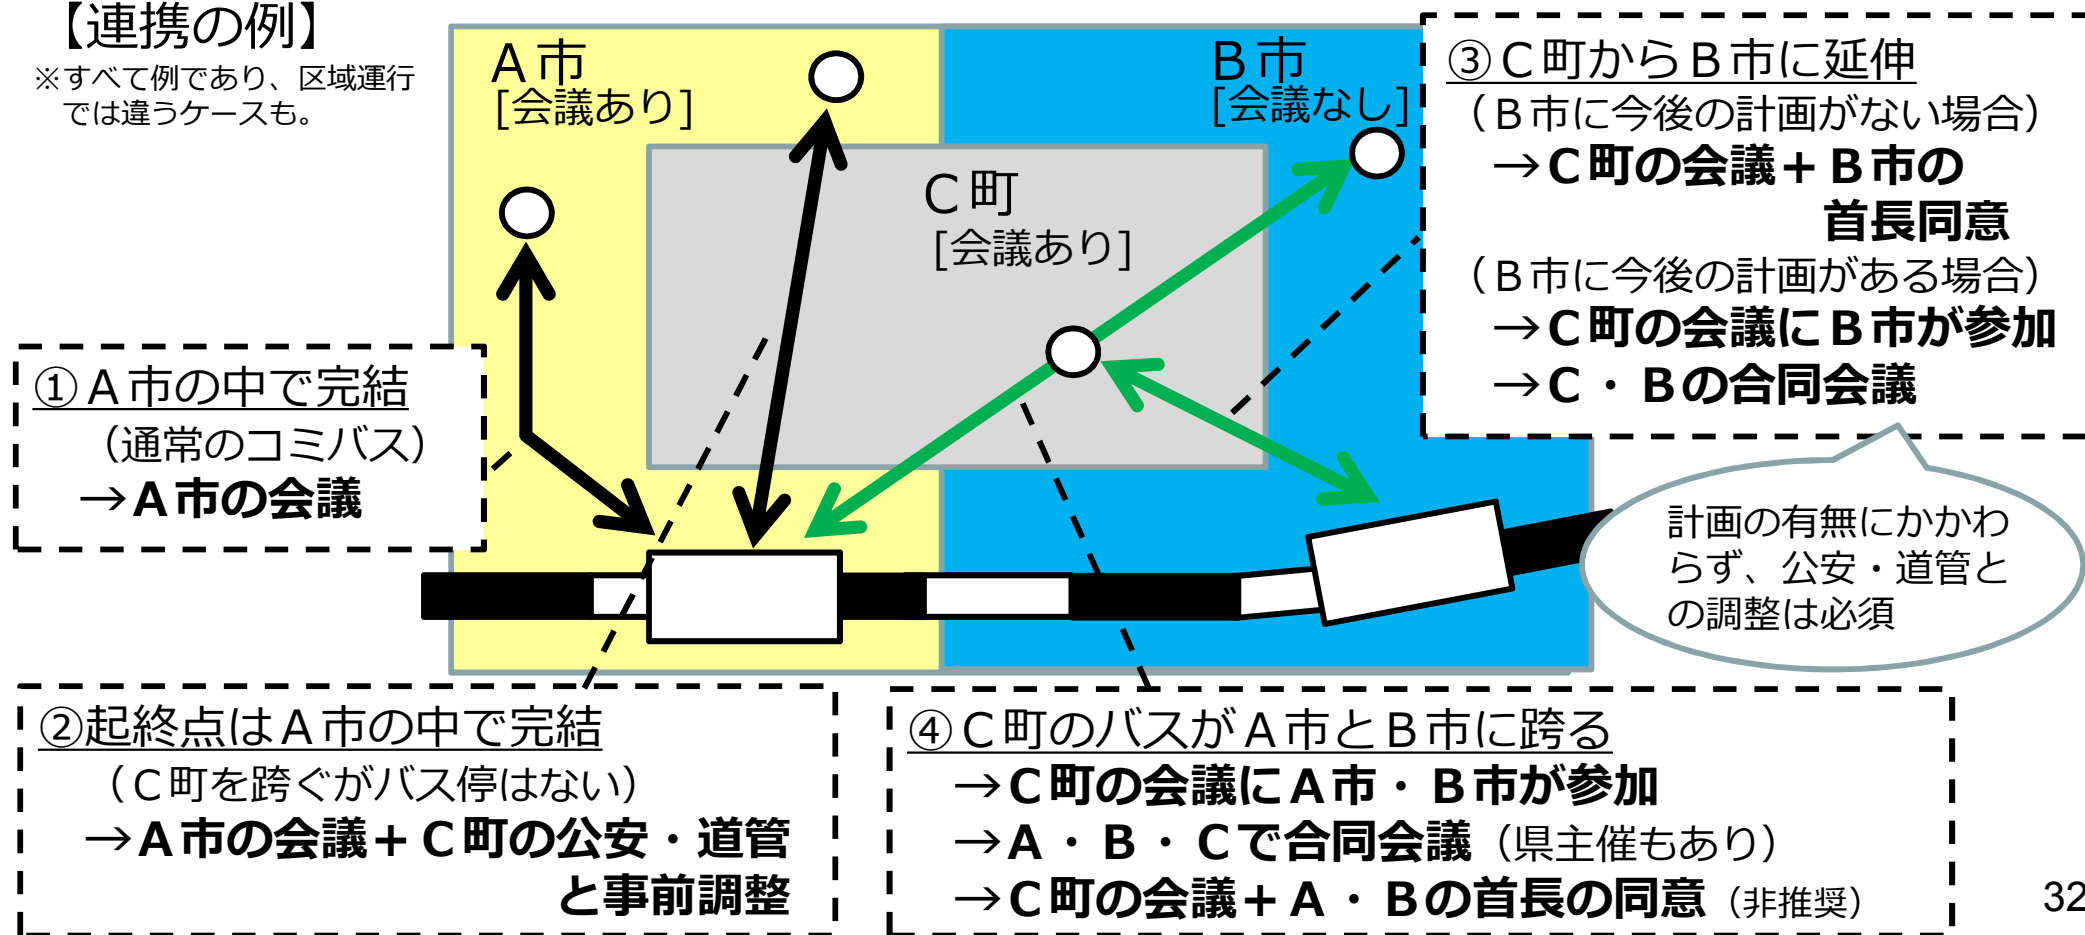 【連携の例】
※すべて例であり、区域運行
では違うケースも。
A市
[会議あり]
B市
[会議なし]
C町
[会議あり]
①A市の中で完結
（通常のコミバス）
→A市の会議
②起終点はA市の中で完結
（C町を跨ぐがバス停はない）
→A市の会議＋C町の公安・道管
と事前調整
③C町からB市に延伸
（B市に今後の計画がない場合）
→C町の会議＋B市の
首長同意
（B市に今後の計画がある場合）
→C町の会議にB市が参加
→C・Bの合同会議
計画の有無にかかわ
らず、公安・道管と
の調整は必須
④C町のバスがA市とB市に跨る
→C町の会議にA市・B市が参加
→A・B・Cで合同会議（県主催もあり）
→C町の会議＋A・Bの首長の同意（非推奨）
32